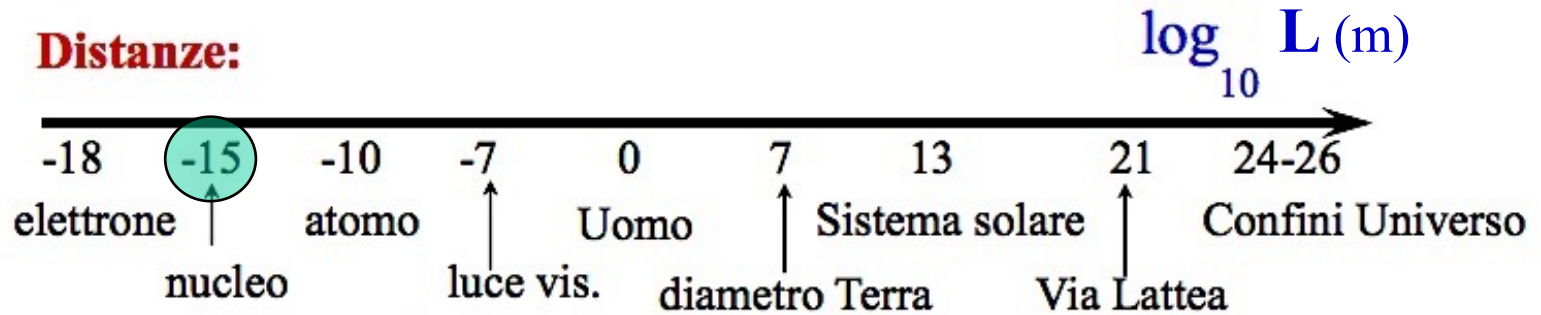 Distanze:
log10 L (m)
-18 -15 -10 -7 0 7 13 21 24-26
elettrone atomo Uomo Sistema solare Confini Universo
nucleo luce vis. diametro Terra Via Lattea